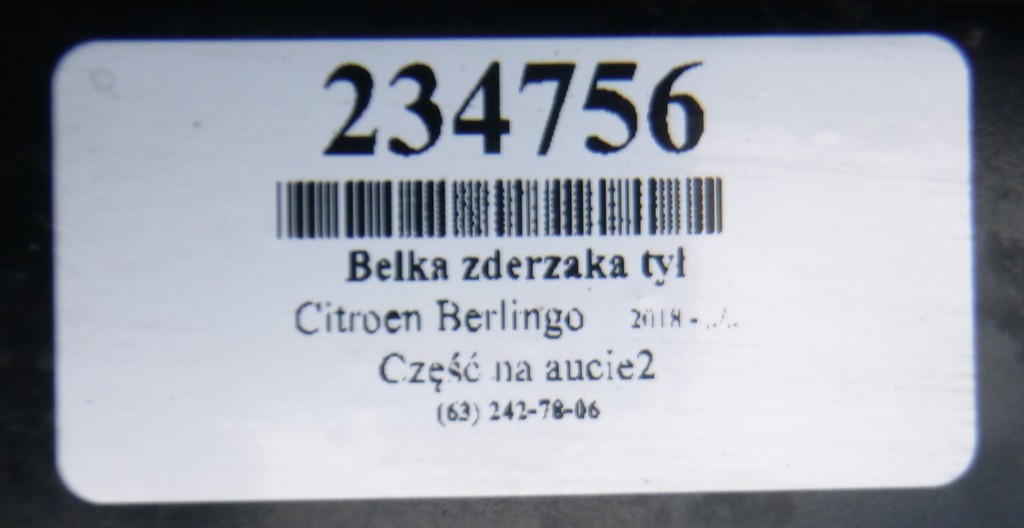 234756
Belka zderzaka tył
Citroen Berlingo 2018 -
Część na aucie2
(63) 242-78-06